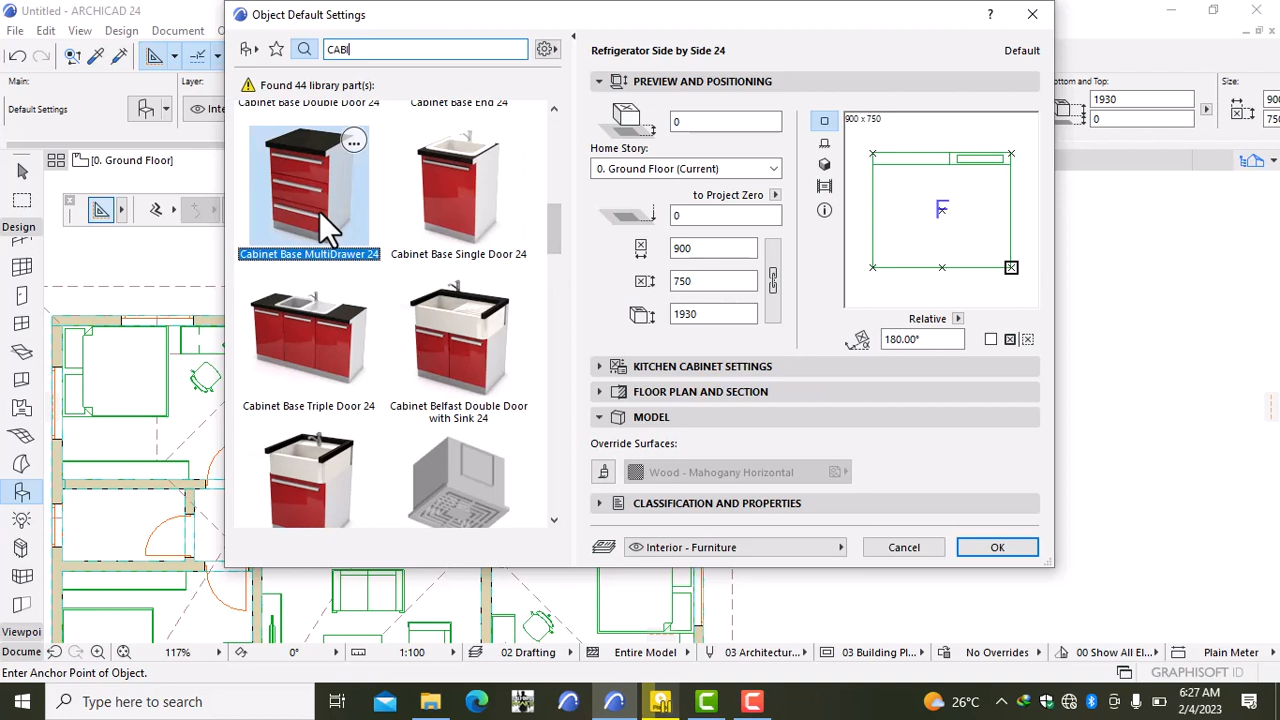 Untitled - ARCHICAD 24
File Edit View Design Document
Main: Layer:
Default Settings
[0. Ground Floor]
Design
Viewpoi
Docume
Object Default Settings
?
CABI
Found 44 library part(s):
Cabinet Base Double Door 24 Cabinet Base End 24
Cabinet Base MultiDrawer 24 Cabinet Base Single Door 24
Cabinet Base Triple Door 24 Cabinet Belfast Double Door
with Sink 24
Refrigerator Side by Side 24 Default
PREVIEW AND POSITIONING
0
Home Story:
0. Ground Floor (Current)
to Project Zero
0
900
750
1930
900 x 750
F
Relative
180.00°
KITCHEN CABINET SETTINGS
FLOOR PLAN AND SECTION
MODEL
Override Surfaces:
Wood - Mahogany Horizontal
CLASSIFICATION AND PROPERTIES
Interior - Furniture
Cancel OK
ottom and Top: Size:
1930 900
0 750
117% 0° 1:100 02 Drafting Entire Model 03 Architectur... 03 Building Pl... No Overrides 00 Show All El... Plain Meter
Enter Anchor Point of Object.
GRAPHISOFT ID
Type here to search
26°C
6:27 AM
2/4/2023